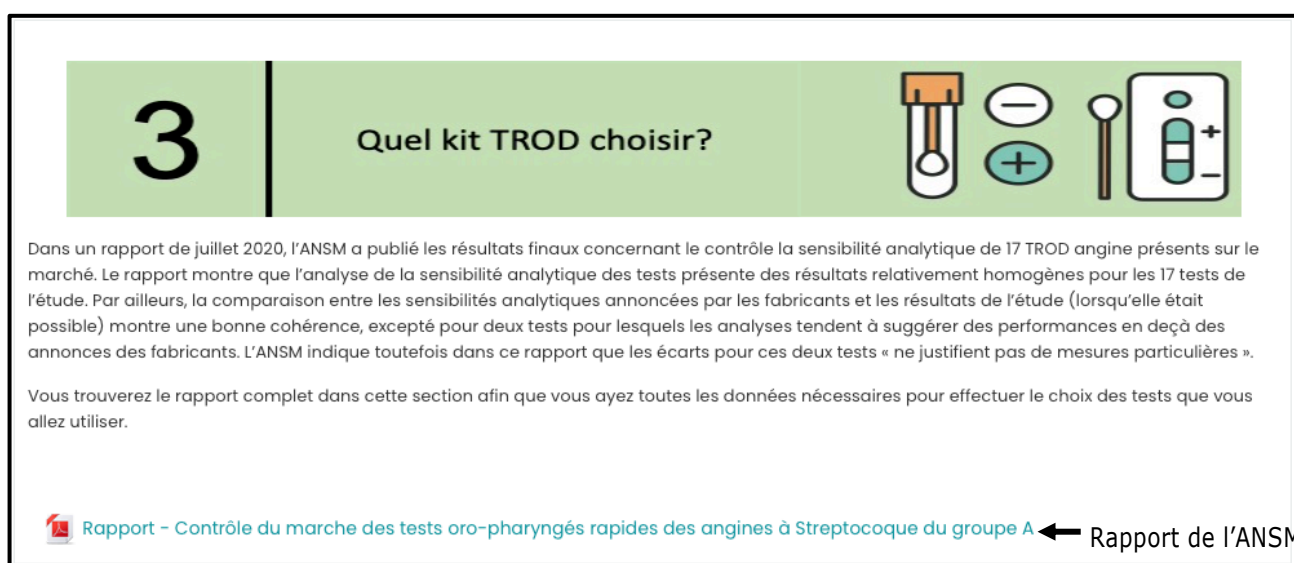 3
Quel kit TROD choisir?
Dans un rapport de juillet 2020, l'ANSM a publié les résultats finaux concernant le contrôle la sensibilité analytique de 17 TROD angine présents sur le
marché. Le rapport montre que l'analyse de la sensibilité analytique des tests présente des résultats relativement homogènes pour les 17 tests de
l'étude. Par ailleurs, la comparaison entre les sensibilités analytiques annoncées par les fabricants et les résultats de l'étude (lorsqu'elle était
possible) montre une bonne cohérence, excepté pour deux tests pour lesquels les analyses tendent à suggérer des performances en deçà des
annonces des fabricants. L'ANSM indique toutefois dans ce rapport que les écarts pour ces deux tests « ne justifient pas de mesures particulières ».
Vous trouverez le rapport complet dans cette section afin que vous ayez toutes les données nécessaires pour effectuer le choix des tests que vous
allez utiliser.
Rapport - Contrôle du marche des tests oro-pharyngés rapides des angines à Streptocoque du groupe A
Rapport de l'ANSM